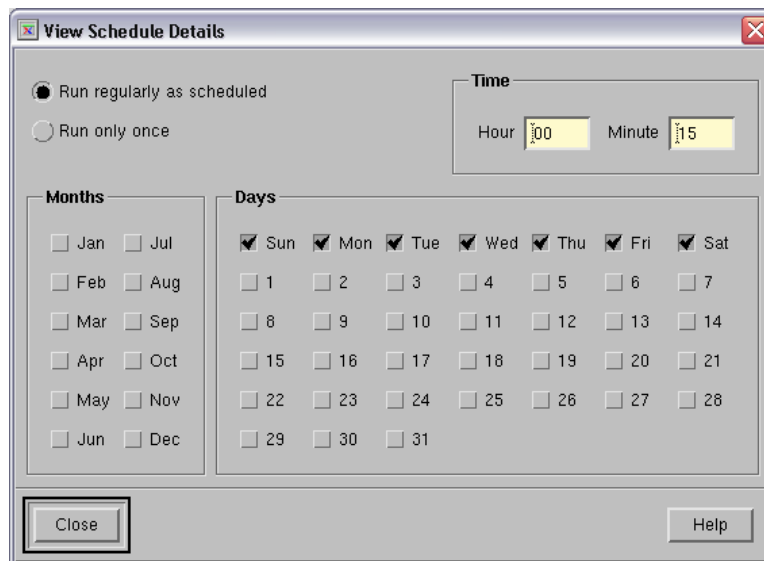 View Schedule Details
Run regularly as scheduled
Run only once
Time
Hour 00 Minute 15
Months
Jan Jul
Feb Aug
Mar Sep
Apr Oct
May Nov
Jun Dec
Days
Sun Mon Tue Wed Thu Fri Sat
1 2 3 4 5 6 7
8 9 10 11 12 13 14
15 16 17 18 19 20 21
22 23 24 25 26 27 28
29 30 31
Close Help